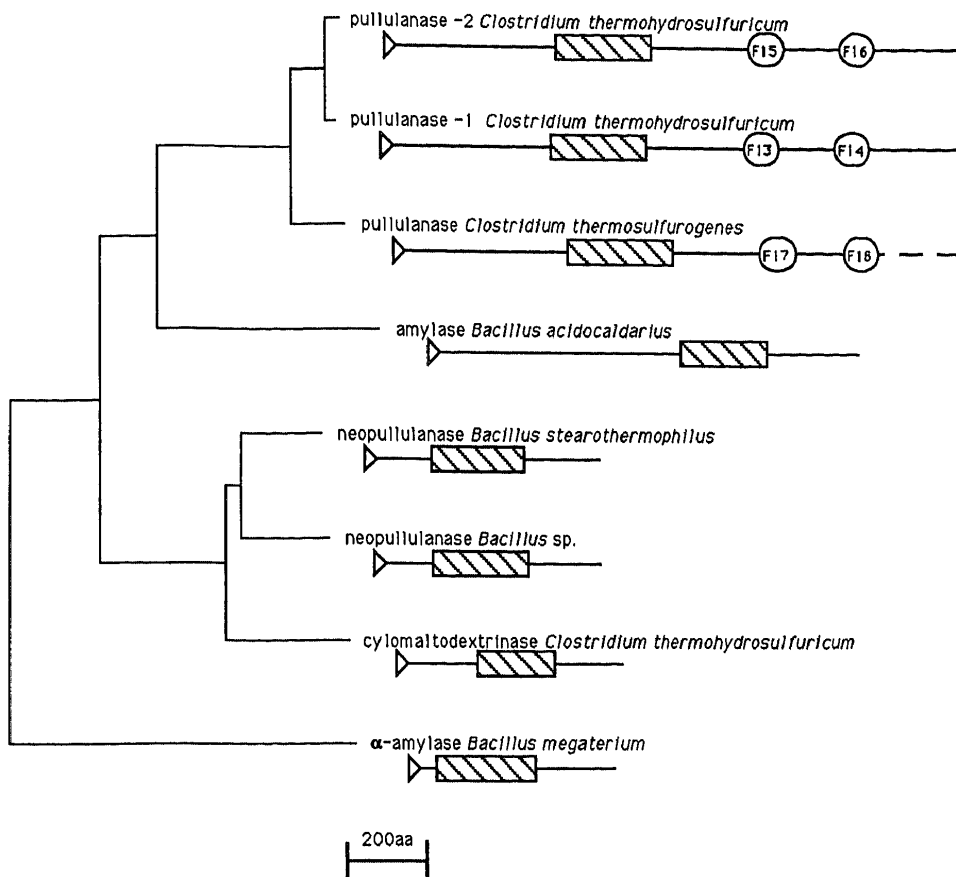 pullulanase -2 Clostridium thermohydrosulfuricum
F15 F16
pullulanase -1 Clostridium thermohydrosulfuricum
F13 F14
pullulanase Clostridium thermosulfurogenes
F17 F18
amylase Bacillus acidocaldarius
neopullulanase Bacillus stearothermophilus
neopullulanase Bacillus sp.
cylomaltodextrinase Clostridium thermohydrosulfuricum
α-amylase Bacillus megaterium
200aa